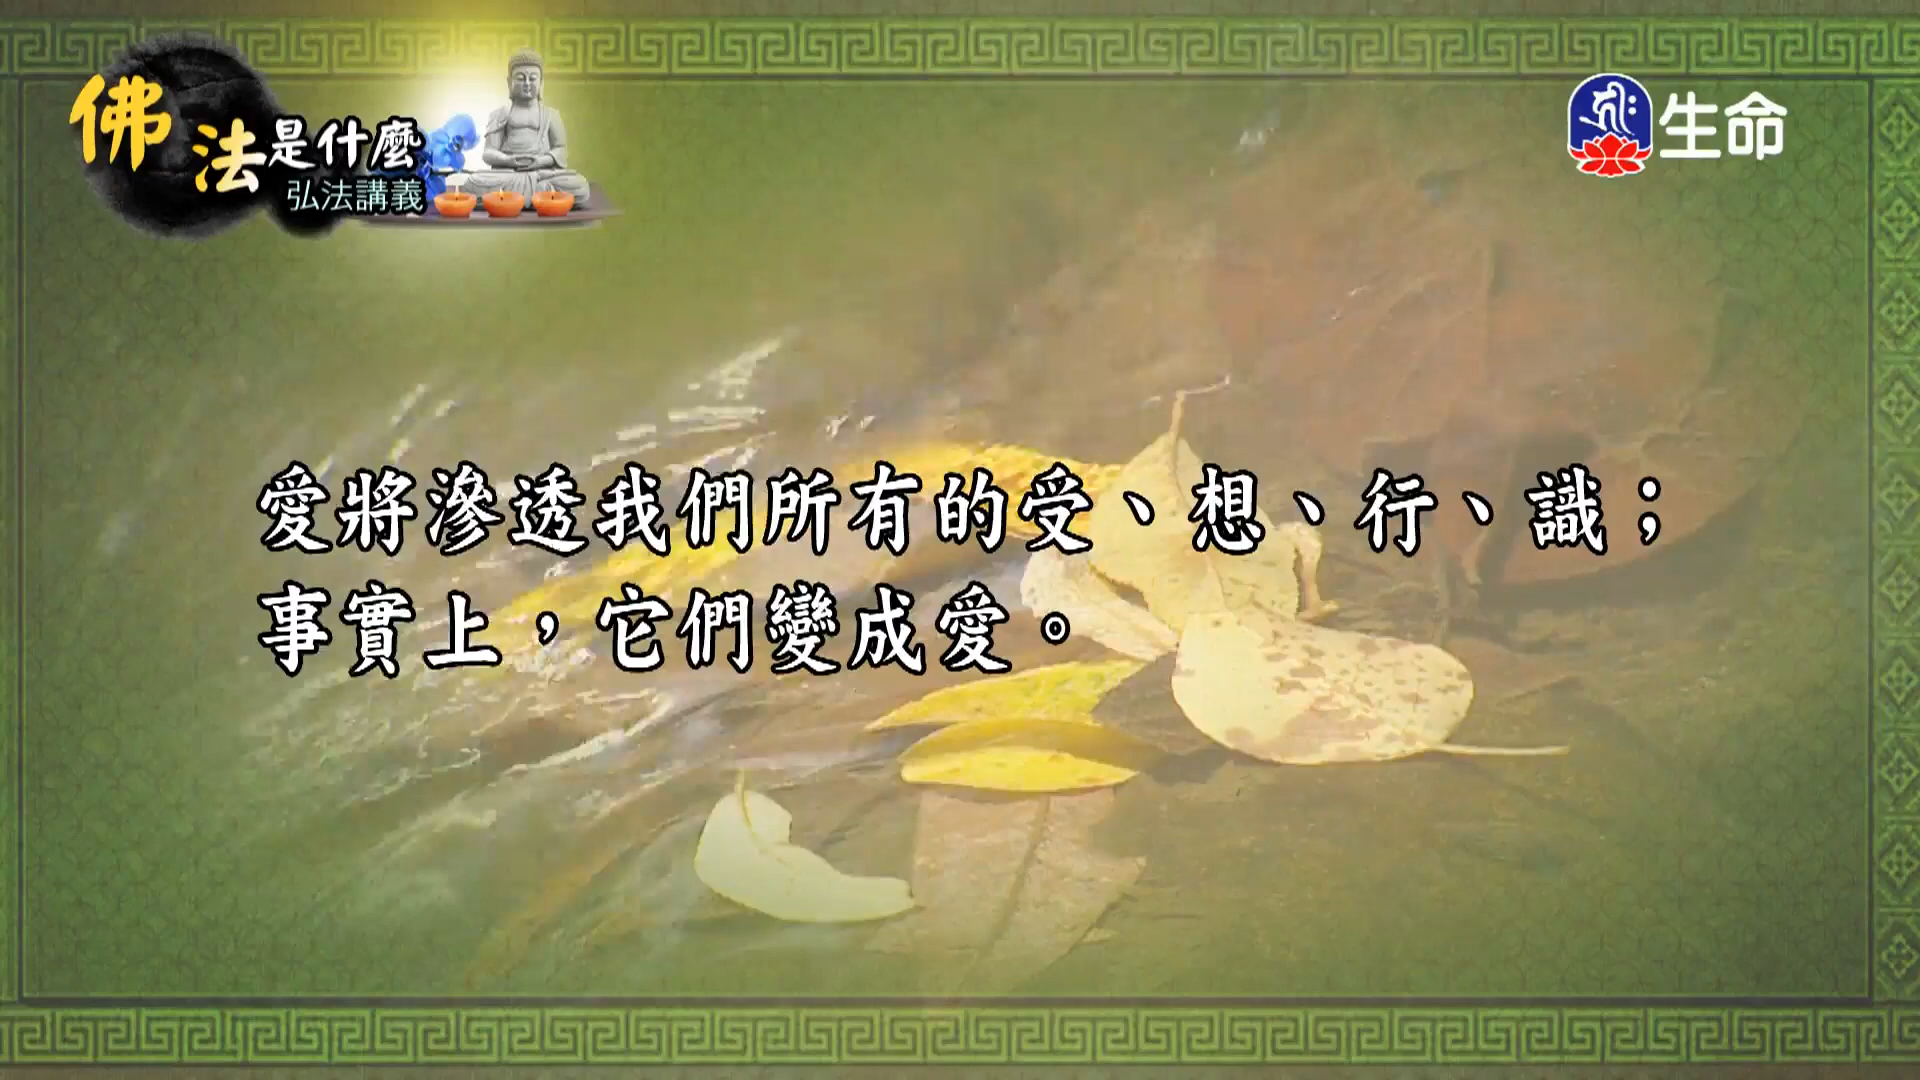 佛法是什麼
弘法講義
生命
愛將滲透我們所有的受、想、行、識；
事實上，它們變成愛。